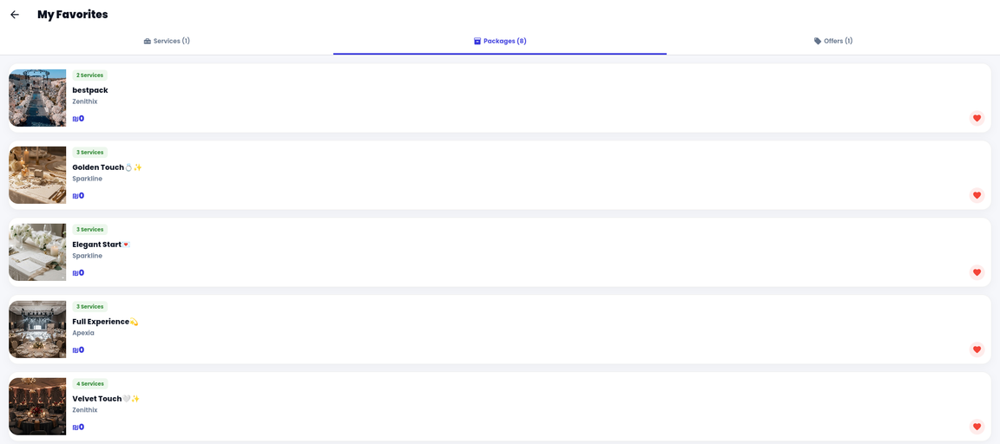 My Favorites
Services (1)
Packages (8)
Offers (1)
2 Services
bestpack
Zenithix
₪0
3 Services
Golden Touch💍✨
Sparkline
₪0
3 Services
Elegant Start💌
Sparkline
₪0
3 Services
Full Experience💫
Apexia
₪0
4 Services
Velvet Touch🤍✨
Zenithix
₪0